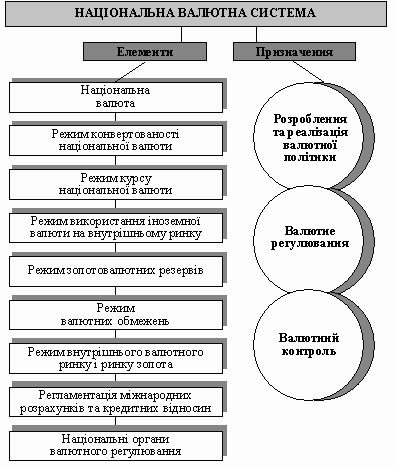 НАЦІОНАЛЬНА ВАЛЮТНА СИСТЕМА
Елементи
Призначення
Національна
валюта
Режим конвертованості
національної валюти
Режим курсу
національної валюти
Режим використання іноземної
валюти на внутрішньому ринку
Режим золотовалютних резервів
Режим
валютних обмежень
Режим внутрішнього валютного
ринку і ринку золота
Регламентація міжнародних
розрахунків та кредитних відносин
Національні органи
валютного регулювання
Розроблення
та реалізація
валютної
політики
Валютне
регулювання
Валютний
контроль